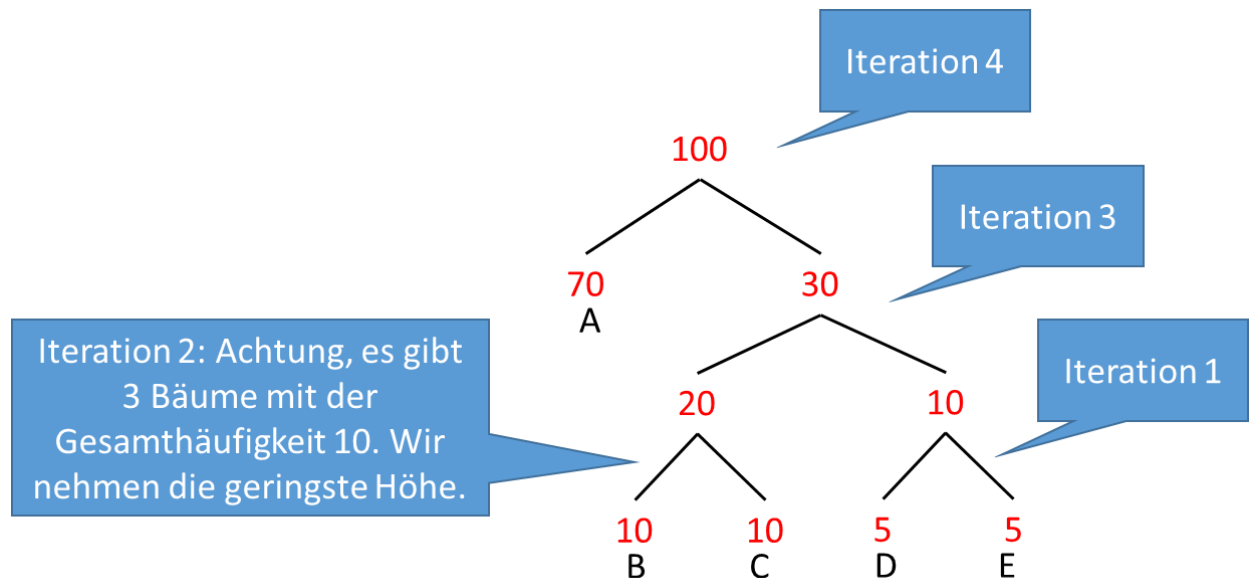 Iteration 4
100
Iteration 3
70
30
A
Iteration 2: Achtung, es gibt
3 Bäume mit der
Gesamthäufigkeit 10. Wir
nehmen die geringste Höhe.
Iteration 1
20
10
10
10
5
5
B
C
D
E